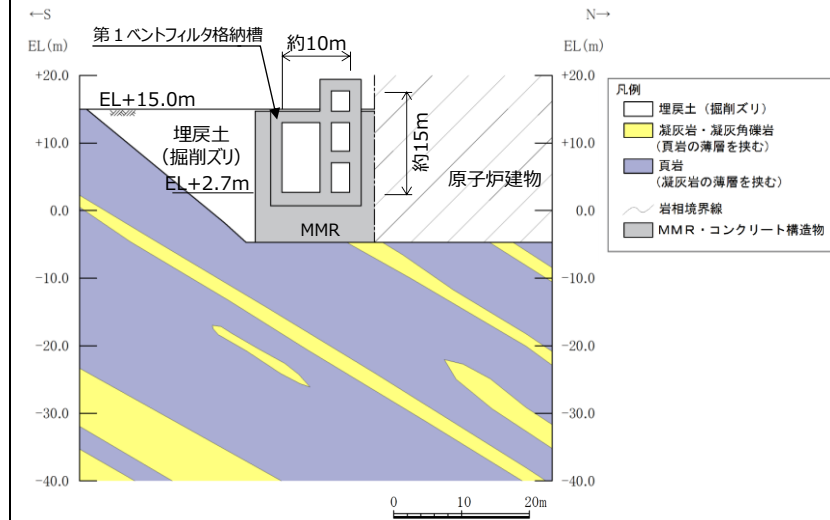 ←S
N→
EL(m)
EL(m)
第1ベントフィルタ格納槽
約10m
+20.0
+10.0
0.0
-10.0
-20.0
-30.0
-40.0
EL+15.0m
埋戻土
(掘削ズリ)
EL+2.7m
約15m
原子炉建物
MMR
+20.0
+10.0
0.0
-10.0
-20.0
-30.0
-40.0
0 10 20m
凡例
埋戻土（掘削ズリ）
凝灰岩・凝灰角礫岩
(頁岩の薄層を挟む)
頁岩
(凝灰岩の薄層を挟む)
岩相境界線
ＭＭＲ・コンクリート構造物